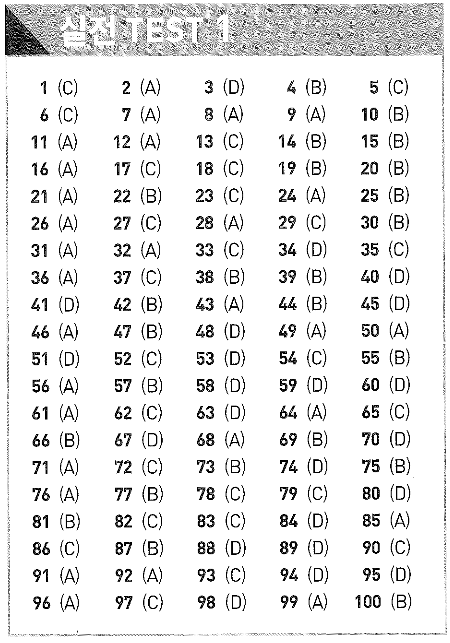 실전 TEST 1
1 (C) 2 (A) 3 (D) 4 (B) 5 (C)
6 (C) 7 (A) 8 (A) 9 (A) 10 (B)
11 (A) 12 (A) 13 (C) 14 (B) 15 (B)
16 (A) 17 (C) 18 (C) 19 (B) 20 (B)
21 (A) 22 (B) 23 (C) 24 (A) 25 (B)
26 (A) 27 (C) 28 (A) 29 (C) 30 (B)
31 (A) 32 (A) 33 (C) 34 (D) 35 (C)
36 (A) 37 (C) 38 (B) 39 (B) 40 (D)
41 (D) 42 (B) 43 (A) 44 (B) 45 (D)
46 (A) 47 (B) 48 (D) 49 (A) 50 (A)
51 (D) 52 (C) 53 (D) 54 (C) 55 (B)
56 (A) 57 (B) 58 (D) 59 (D) 60 (D)
61 (A) 62 (C) 63 (D) 64 (A) 65 (C)
66 (B) 67 (D) 68 (A) 69 (B) 70 (D)
71 (A) 72 (C) 73 (B) 74 (D) 75 (B)
76 (A) 77 (B) 78 (C) 79 (C) 80 (D)
81 (B) 82 (C) 83 (C) 84 (D) 85 (A)
86 (C) 87 (B) 88 (D) 89 (D) 90 (C)
91 (A) 92 (A) 93 (C) 94 (D) 95 (D)
96 (A) 97 (C) 98 (D) 99 (A) 100 (B)